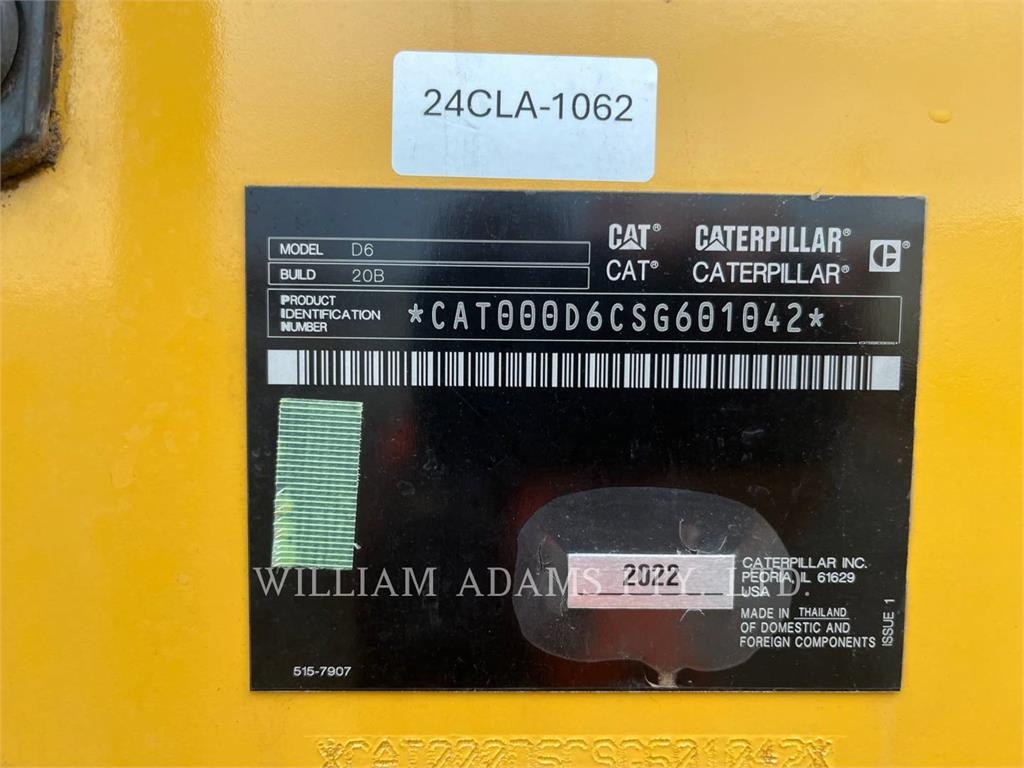 24CLA-1062
MODEL D6
BUILD 20B
CAT® CATERPILLAR®
CAT® CATERPILLAR®
PRODUCT
IDENTIFICATION
NUMBER
*CAT000D6CSG601042*
2022
CATERPILLAR INC.
PEORIA, IL 61629
USA
MADE IN THAILAND
OF DOMESTIC AND
FOREIGN COMPONENTS
ISSUE 1
WILLIAM ADAMS PTY. LTD.
515-7907